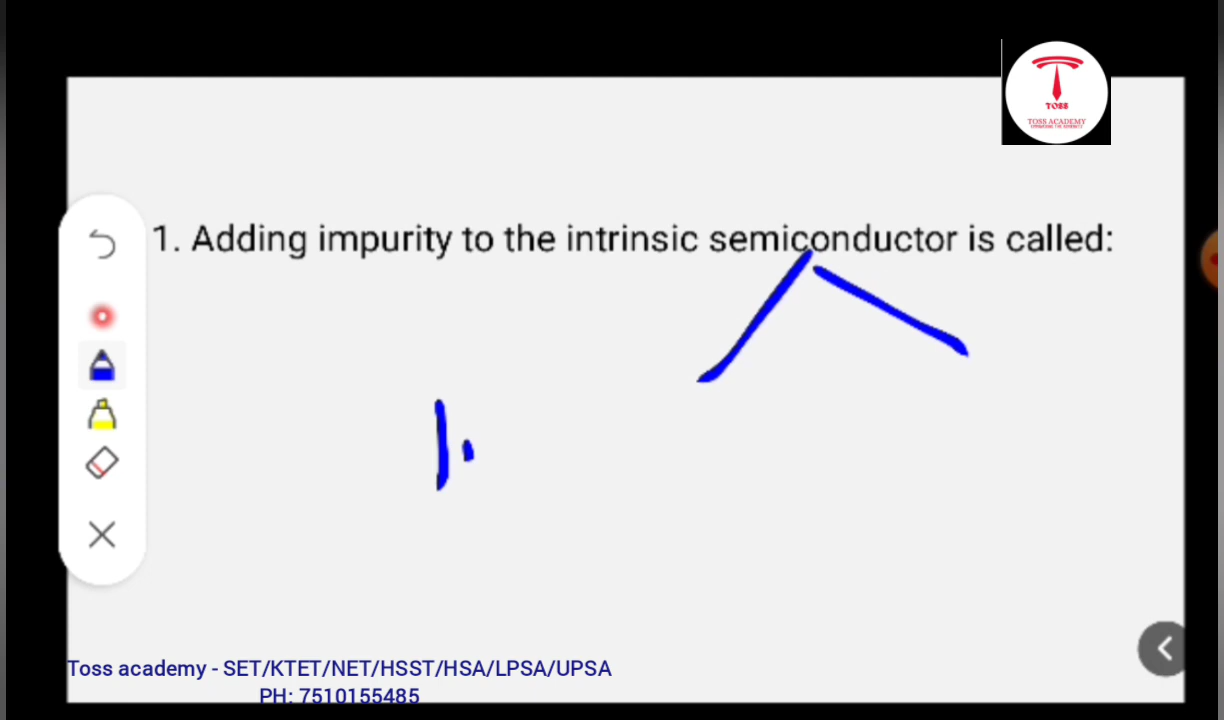 TOSS
TOSS ACADEMY
1. Adding impurity to the intrinsic semiconductor is called:
Toss academy - SET/KTET/NET/HSST/HSA/LPSA/UPSA
PH: 7510155485